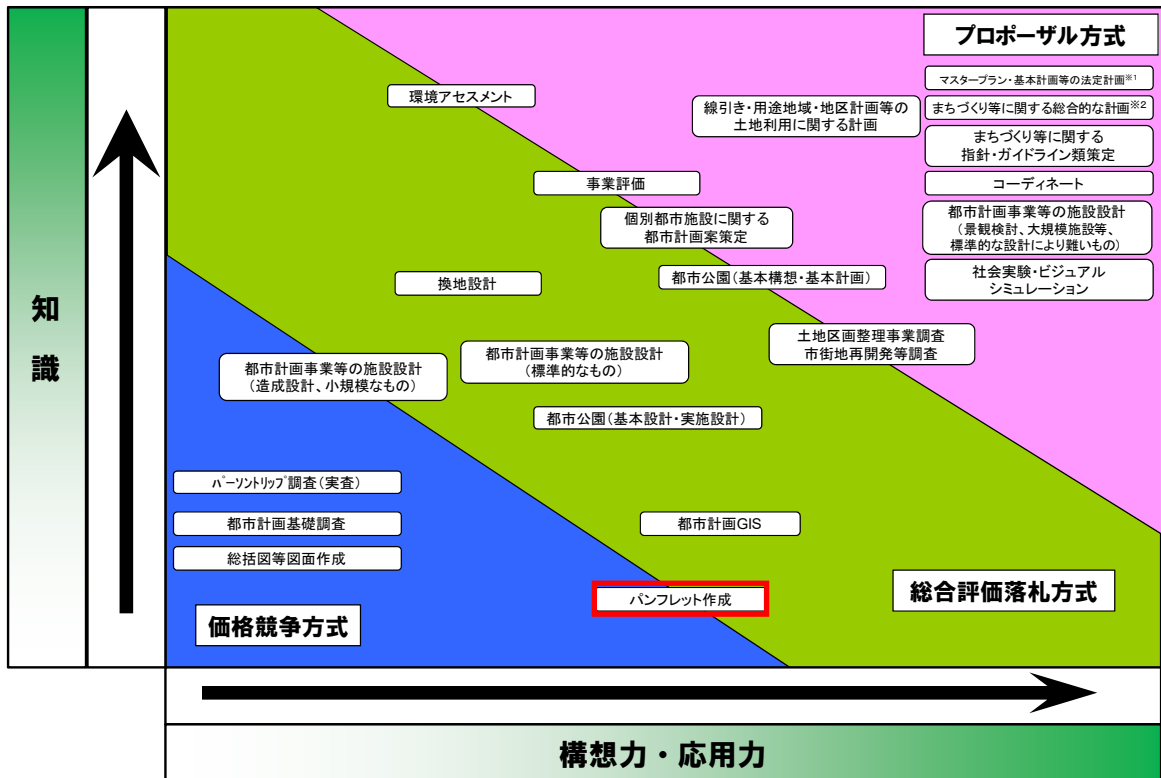 プロポーザル方式
マスタープラン・基本計画等の法定計画※1
環境アセスメント
線引き・用途地域・地区計画等の
土地利用に関する計画
まちづくり等に関する総合的な計画※2
まちづくり等に関する
指針・ガイドライン類策定
事業評価
コーディネート
個別都市施設に関する
都市計画案策定
都市計画事業等の施設設計
(景観検討、大規模施設等、
標準的な設計により難いもの)
換地設計
都市公園(基本構想・基本計画)
社会実験・ビジュアル
シミュレーション
知
識
都市計画事業等の施設設計
(造成設計、小規模なもの)
都市計画事業等の施設設計
(標準的なもの)
土地区画整理事業調査
市街地再開発等調査
都市公園(基本設計・実施設計)
パーソントリップ調査(実査)
都市計画基礎調査
都市計画GIS
総括図等図面作成
パンフレット作成
総合評価落札方式
価格競争方式
構想力・応用力